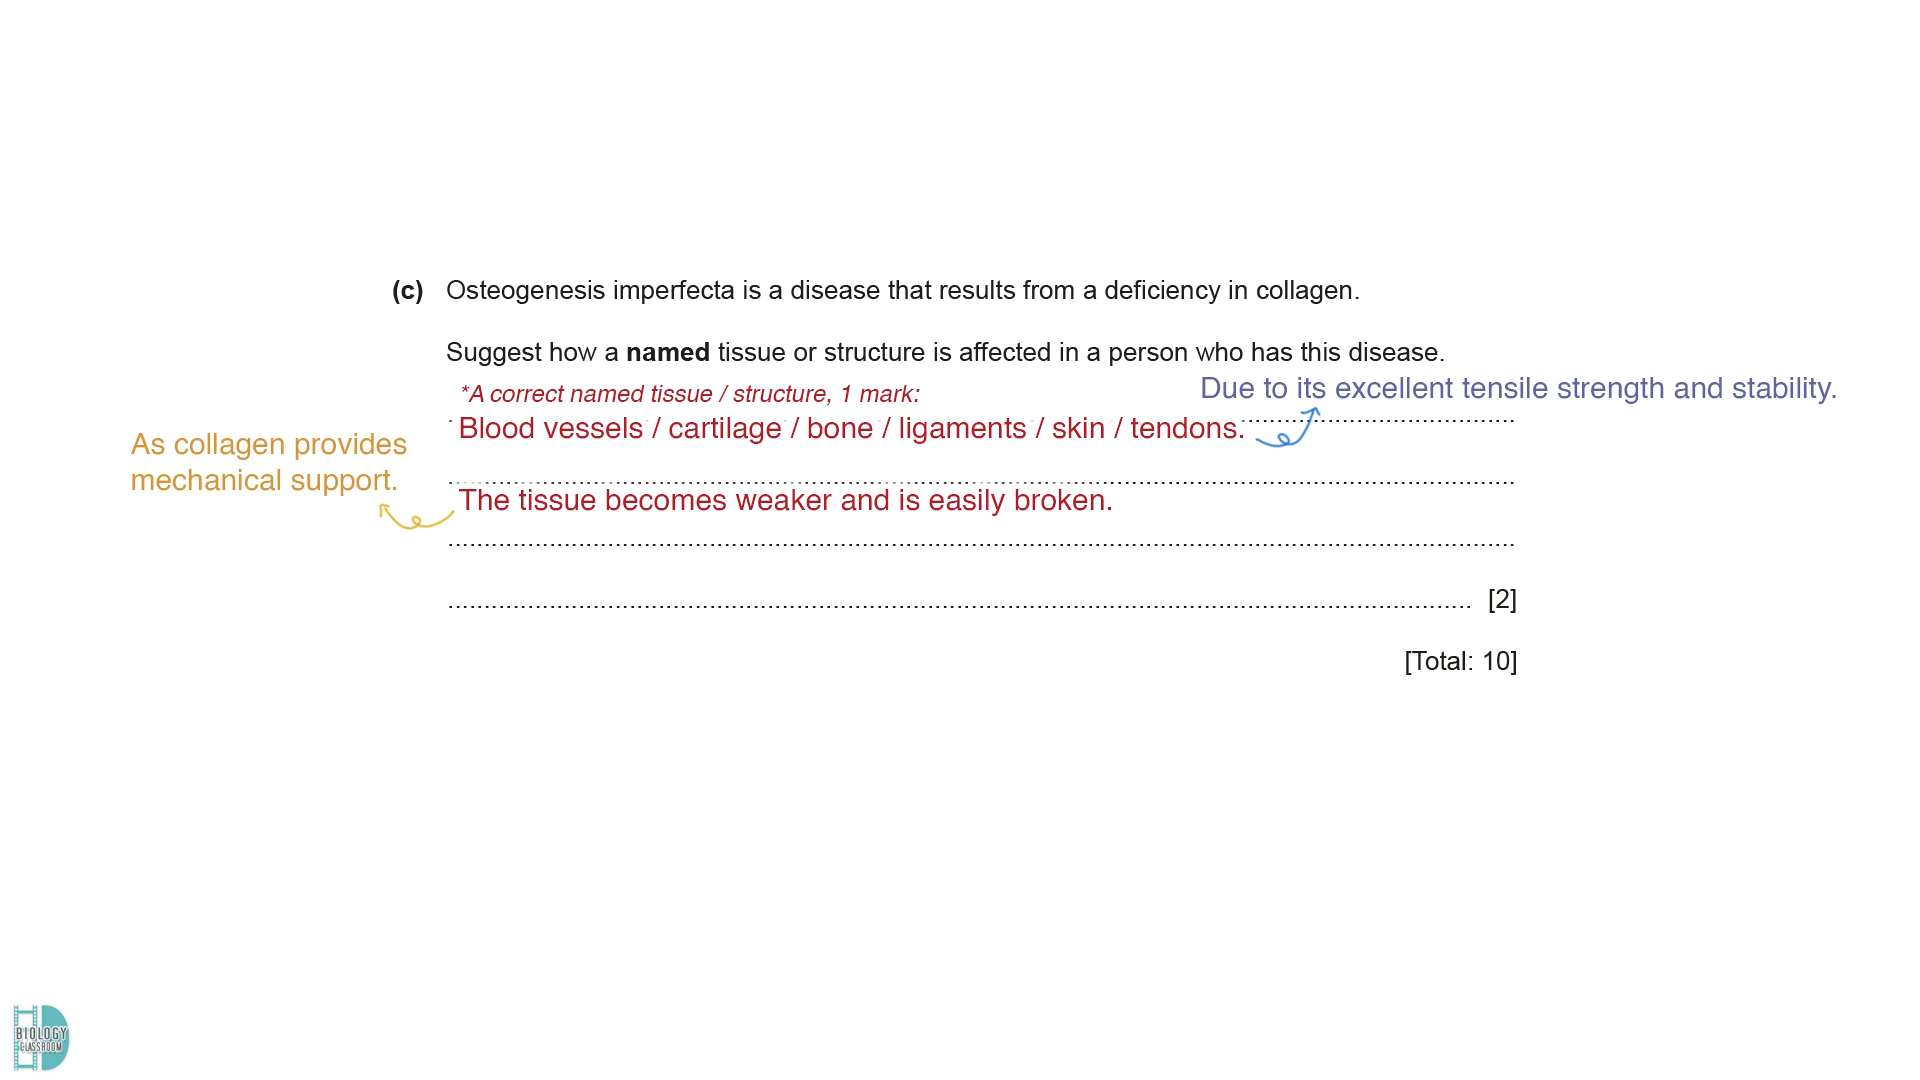 (c) Osteogenesis imperfecta is a disease that results from a deficiency in collagen.
Suggest how a named tissue or structure is affected in a person who has this disease.
*A correct named tissue / structure, 1 mark:
Due to its excellent tensile strength and stability.
Blood vessels / cartilage / bone / ligaments / skin / tendons.
As collagen provides
mechanical support.
The tissue becomes weaker and is easily broken.
[2]
[Total: 10]
BIOLOGY
CLASSROOM